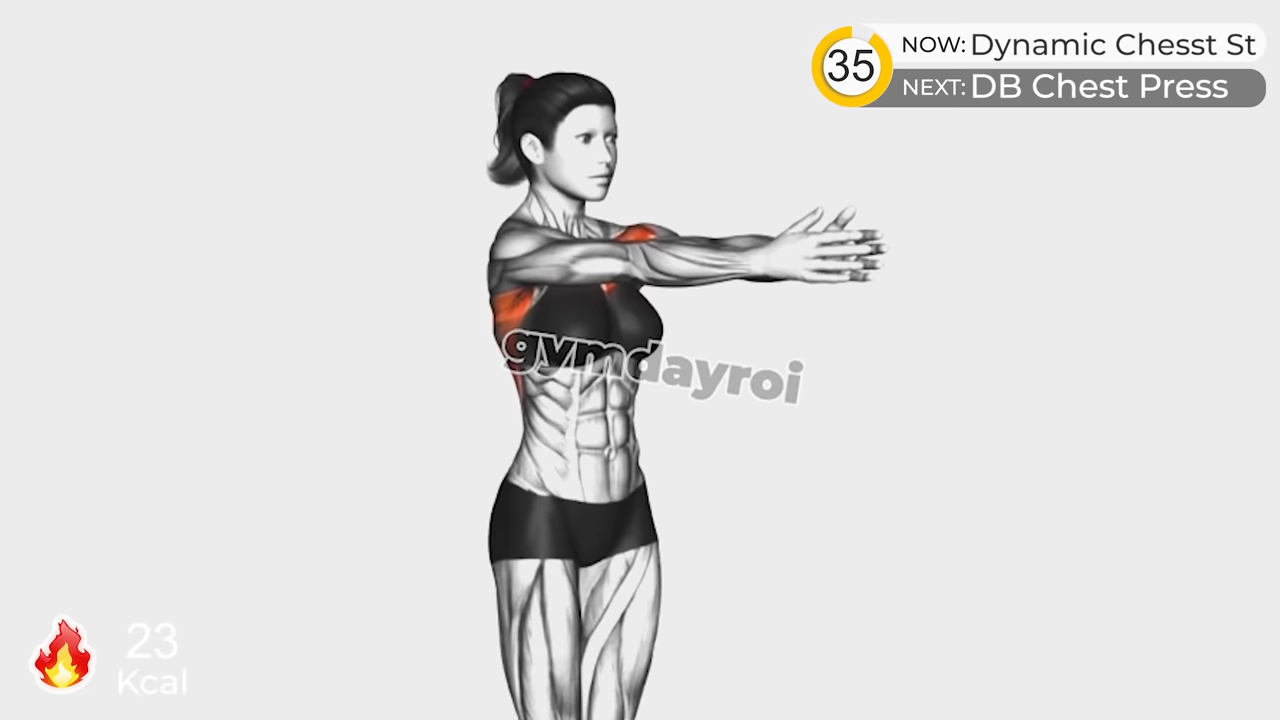 35
NOW: Dynamic Chesst St
NEXT: DB Chest Press
gymdayroi
23
Kcal